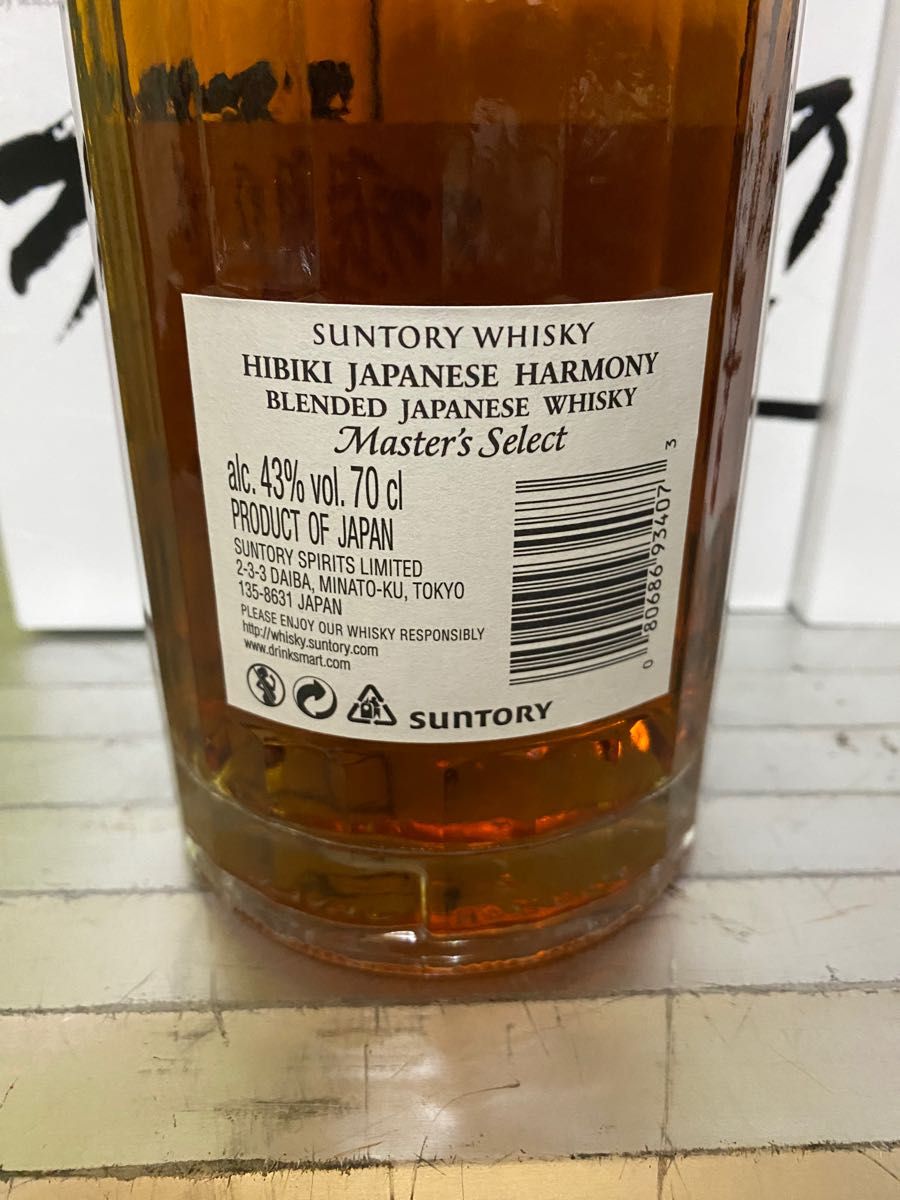 SUNTORY WHISKY
HIBIKI JAPANESE HARMONY
BLENDED JAPANESE WHISKY
Master's Select
alc. 43% vol. 70 cl
PRODUCT OF JAPAN
SUNTORY SPIRITS LIMITED
2-3-3 DAIBA, MINATO-KU, TOKYO
135-8631 JAPAN
PLEASE ENJOY OUR WHISKY RESPONSIBLY
http://whisky.suntory.com
www.drinksmart.com
SUNTORY
0 80686 93407 3